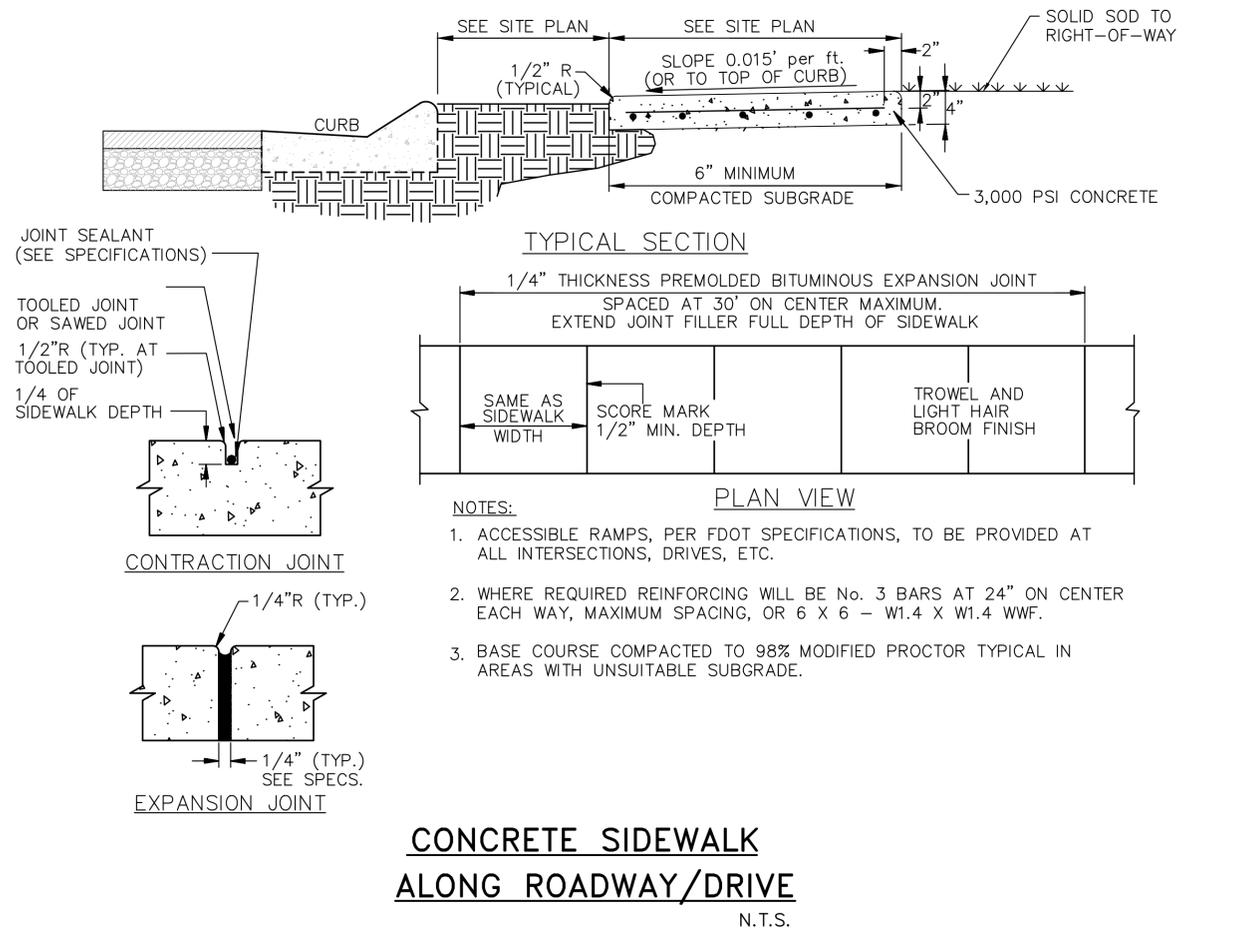 SEE SITE PLAN
SEE SITE PLAN
SOLID SOD TO
RIGHT-OF-WAY
2"
SLOPE 0.015' per ft.
(OR TO TOP OF CURB)
1/2" R
(TYPICAL)
2"
4"
CURB
6" MINIMUM
COMPACTED SUBGRADE
3,000 PSI CONCRETE
TYPICAL SECTION
JOINT SEALANT
(SEE SPECIFICATIONS)
TOOLED JOINT
OR SAWED JOINT
1/2"R (TYP. AT
TOOLED JOINT)
1/4 OF
SIDEWALK DEPTH
CONTRACTION JOINT
1/4"R (TYP.)
1/4" (TYP.)
SEE SPECS.
EXPANSION JOINT
1/4" THICKNESS PREMOLDED BITUMINOUS EXPANSION JOINT
SPACED AT 30' ON CENTER MAXIMUM.
EXTEND JOINT FILLER FULL DEPTH OF SIDEWALK
SAME AS
SIDEWALK
WIDTH
SCORE MARK
1/2" MIN. DEPTH
TROWEL AND
LIGHT HAIR
BROOM FINISH
PLAN VIEW
NOTES:
1. ACCESSIBLE RAMPS, PER FDOT SPECIFICATIONS, TO BE PROVIDED AT
ALL INTERSECTIONS, DRIVES, ETC.
2. WHERE REQUIRED REINFORCING WILL BE No. 3 BARS AT 24" ON CENTER
EACH WAY, MAXIMUM SPACING, OR 6 X 6 – W1.4 X W1.4 WWF.
3. BASE COURSE COMPACTED TO 98% MODIFIED PROCTOR TYPICAL IN
AREAS WITH UNSUITABLE SUBGRADE.
CONCRETE SIDEWALK
ALONG ROADWAY/DRIVE
N.T.S.